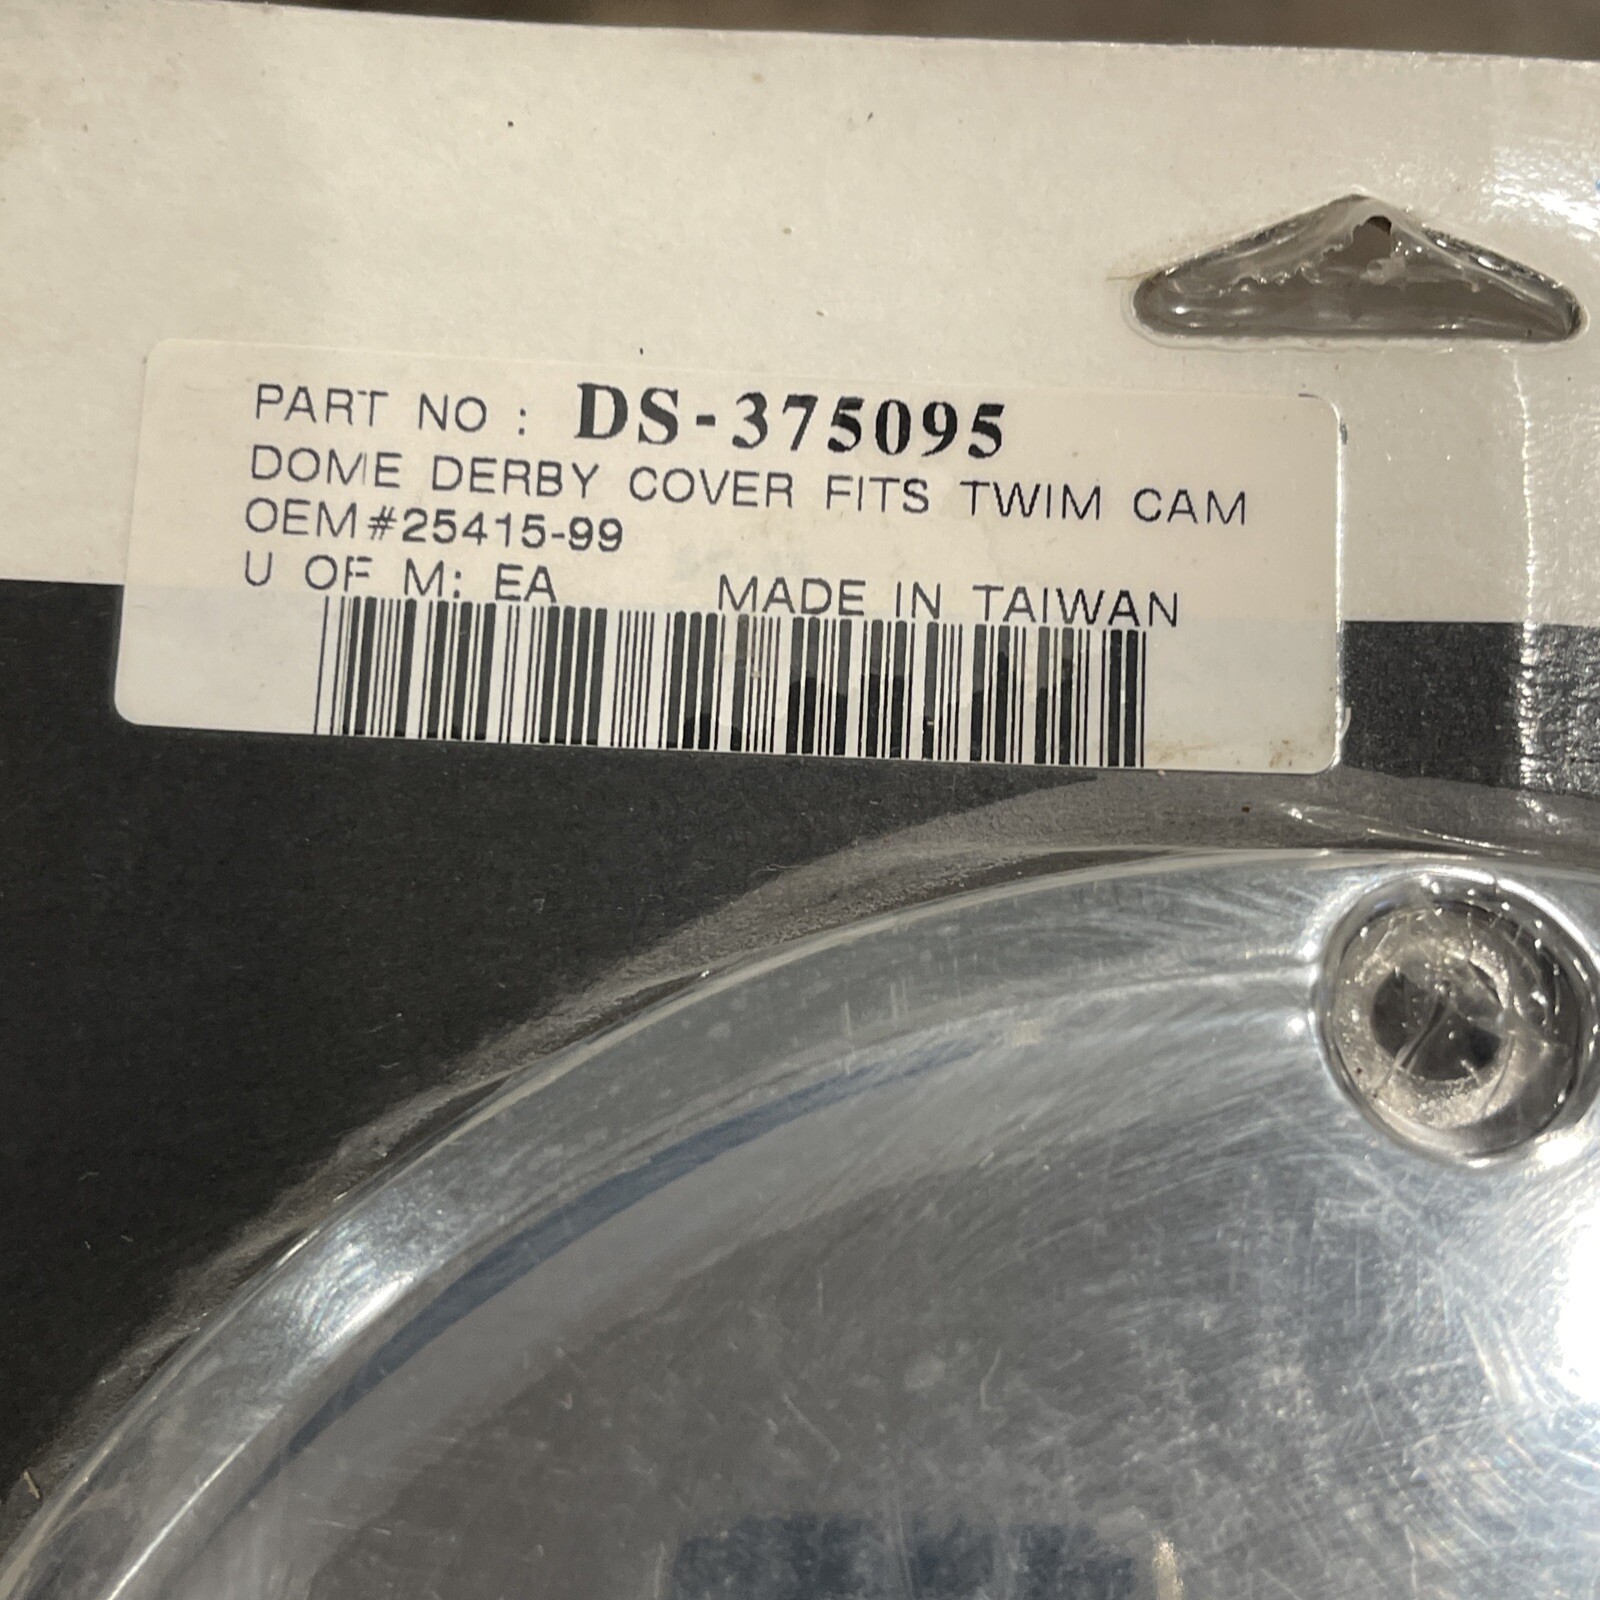 PART NO : DS-375095
DOME DERBY COVER FITS TWIM CAM
OEM#25415-99
U OF M: EA MADE IN TAIWAN